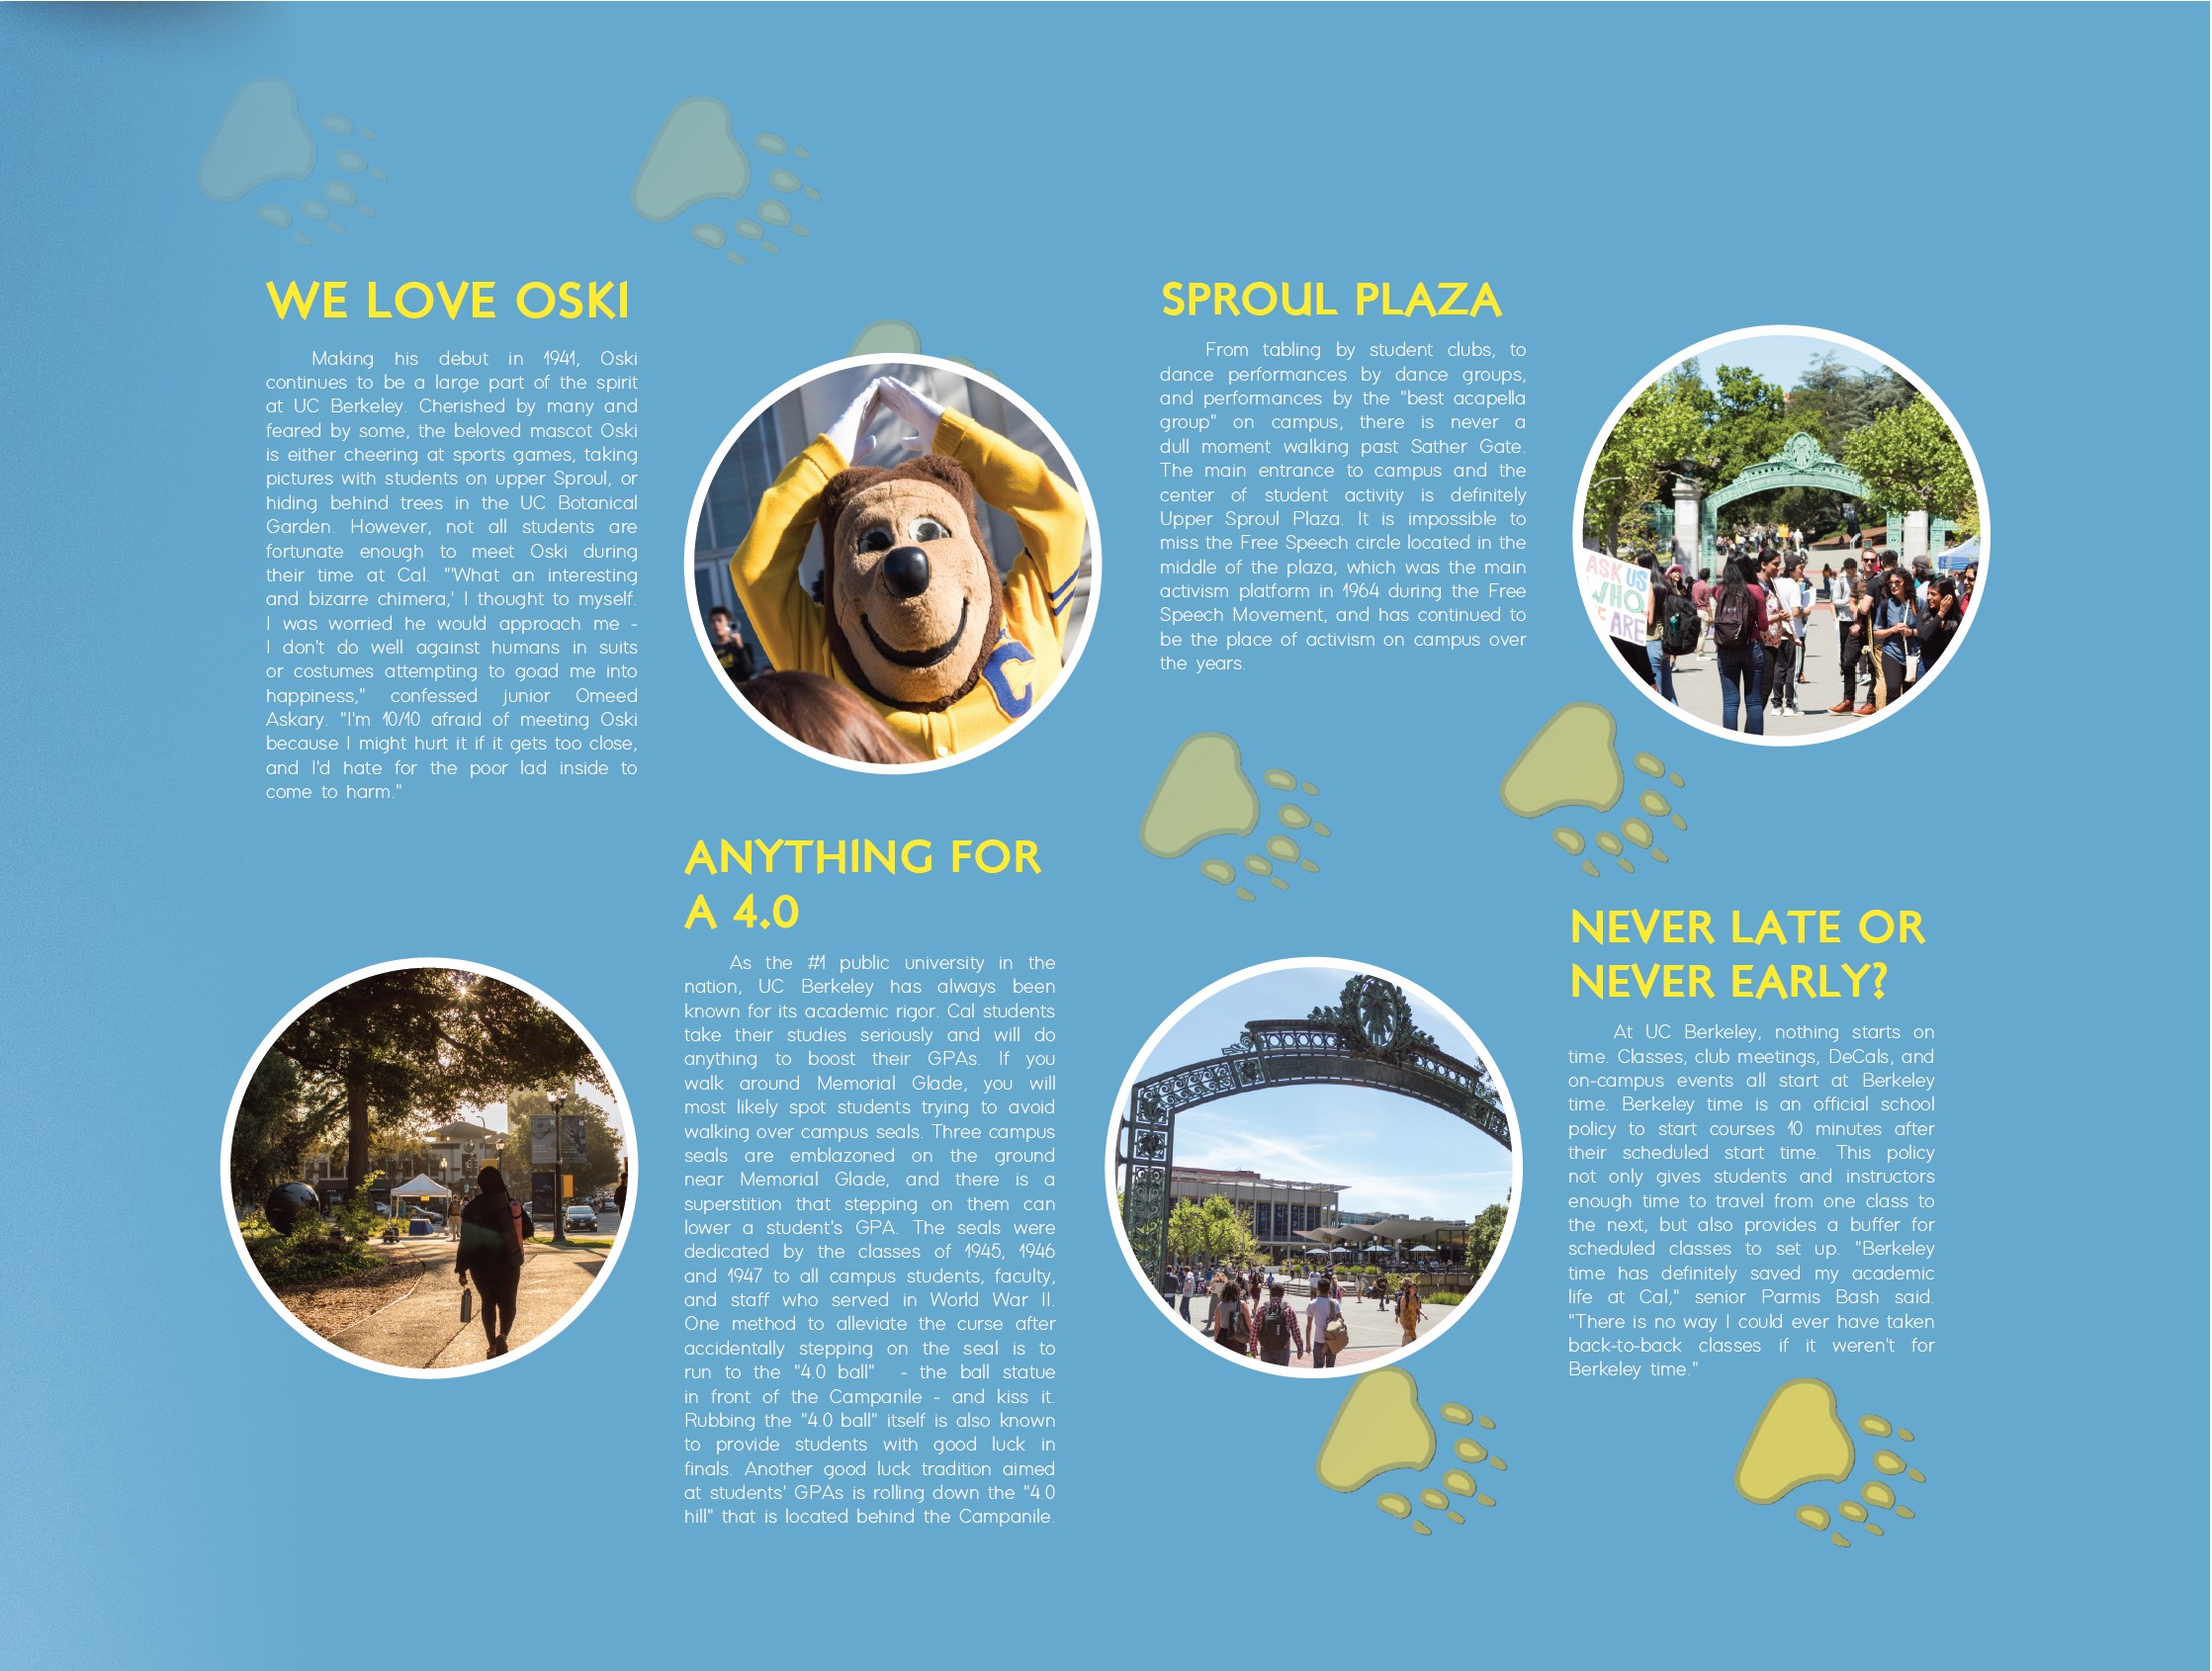 WE LOVE OSKI
Making his debut in 1941, Oski
continues to be a large part of the spirit
at UC Berkeley. Cherished by many and
feared by some, the beloved mascot Oski
is either cheering at sports games, taking
pictures with students on upper Sproul, or
hiding behind trees in the UC Botanical
Garden. However, not all students are
fortunate enough to meet Oski during
their time at Cal. "'What an interesting
and bizarre chimera,' I thought to myself.
I was worried he would approach me -
I don't do well against humans in suits
or costumes attempting to goad me into
happiness," confessed junior Omeed
Askary. "I'm 10/10 afraid of meeting Oski
because I might hurt it if it gets too close,
and I'd hate for the poor lad inside to
come to harm."
C
ANYTHING FOR
A 4.0
As the #1 public university in the
nation, UC Berkeley has always been
known for its academic rigor. Cal students
take their studies seriously and will do
anything to boost their GPAs. If you
walk around Memorial Glade, you will
most likely spot students trying to avoid
walking over campus seals. Three campus
seals are emblazoned on the ground
near Memorial Glade, and there is a
superstition that stepping on them can
lower a student's GPA. The seals were
dedicated by the classes of 1945, 1946
and 1947 to all campus students, faculty,
and staff who served in World War II.
One method to alleviate the curse after
accidentally stepping on the seal is to
run to the "4.0 ball" - the ball statue
in front of the Campanile - and kiss it.
Rubbing the "4.0 ball" itself is also known
to provide students with good luck in
finals. Another good luck tradition aimed
at students' GPAs is rolling down the "4.0
hill" that is located behind the Campanile.
SPROUL PLAZA
From tabling by student clubs, to
dance performances by dance groups,
and performances by the "best acapella
group" on campus, there is never a
dull moment walking past Sather Gate.
The main entrance to campus and the
center of student activity is definitely
Upper Sproul Plaza. It is impossible to
miss the Free Speech circle located in the
middle of the plaza, which was the main
activism platform in 1964 during the Free
Speech Movement, and has continued to
be the place of activism on campus over
the years.
ASK US
WHO
ARE
NEVER LATE OR
NEVER EARLY?
At UC Berkeley, nothing starts on
time. Classes, club meetings, DeCals, and
on-campus events all start at Berkeley
time. Berkeley time is an official school
policy to start courses 10 minutes after
their scheduled start time. This policy
not only gives students and instructors
enough time to travel from one class to
the next, but also provides a buffer for
scheduled classes to set up. "Berkeley
time has definitely saved my academic
life at Cal," senior Parmis Bash said.
"There is no way I could ever have taken
back-to-back classes if it weren't for
Berkeley time."